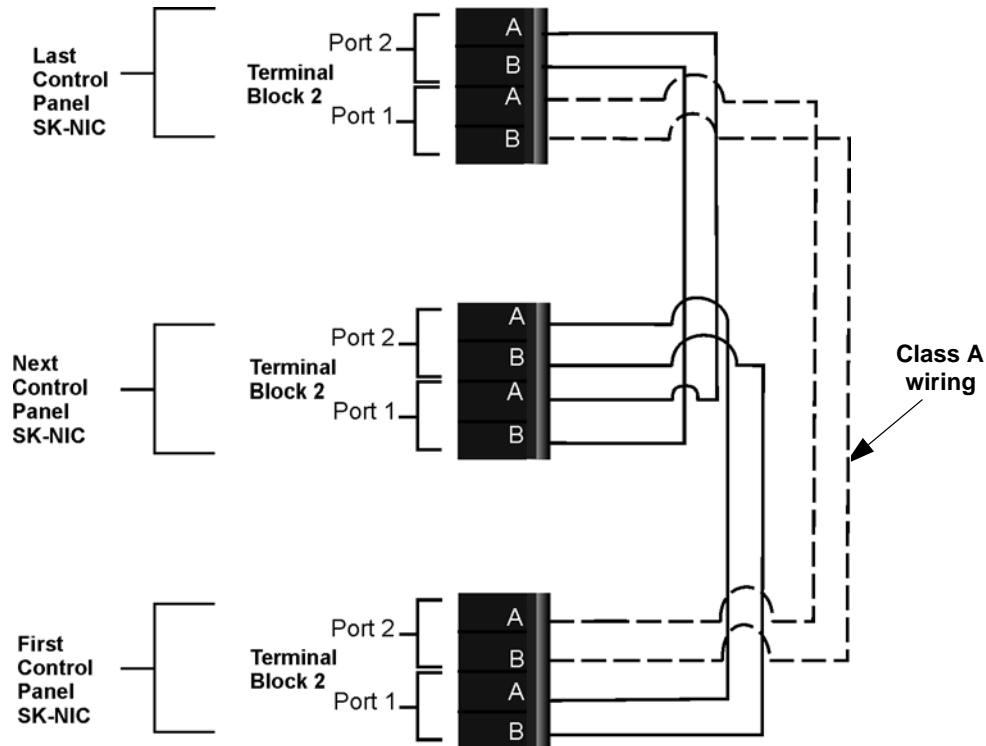 Last
Control
Panel
SK-NIC
Terminal
Block 2
Port 2
Port 1
A
B
A
B
Next
Control
Panel
SK-NIC
Terminal
Block 2
Port 2
Port 1
A
B
A
B
Class A
wiring
First
Control
Panel
SK-NIC
Terminal
Block 2
Port 2
Port 1
A
B
A
B